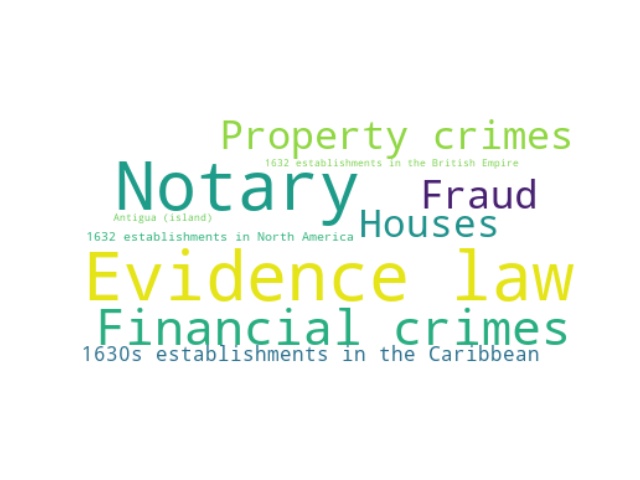 Property crimes
1632 establishments in the British Empire
Notary
Fraud
Antigua (island)
Houses
1632 establishments in North America
Evidence law
Financial crimes
1630s establishments in the Caribbean